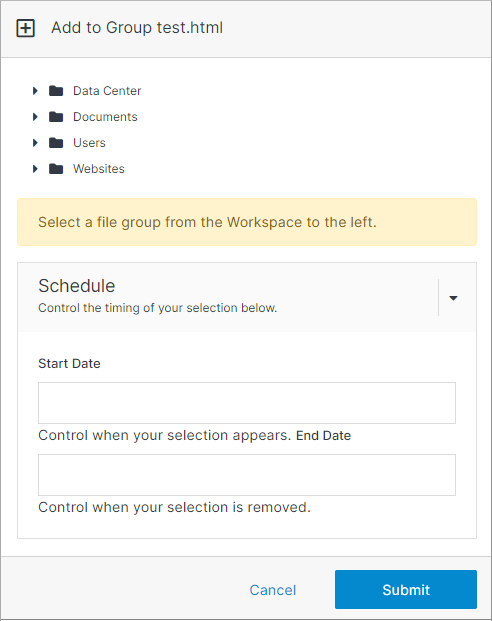 Add to Group test.html
Data Center
Documents
Users
Websites
Select a file group from the Workspace to the left.
Schedule
Control the timing of your selection below.
Start Date
Control when your selection appears. End Date
Control when your selection is removed.
Cancel Submit